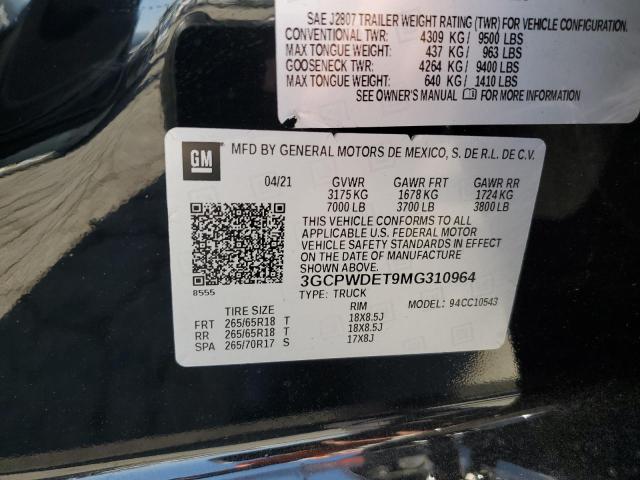 SAE J2807 TRAILER WEIGHT RATING (TWR) FOR VEHICLE CONFIGURATION.
CONVENTIONAL TWR: 4309 KG / 9500 LBS
MAX TONGUE WEIGHT: 437 KG / 963 LBS
GOOSENECK TWR: 4264 KG / 9400 LBS
MAX TONGUE WEIGHT: 640 KG / 1410 LBS
SEE OWNER'S MANUAL FOR MORE INFORMATION
GM MFD BY GENERAL MOTORS DE MEXICO, S. DE R.L. DE C.V.
04/21 GVWR GAWR FRT GAWR RR
3175 KG 1678 KG 1724 KG
7000 LB 3700 LB 3800 LB
THIS VEHICLE CONFORMS TO ALL
APPLICABLE U.S. FEDERAL MOTOR
VEHICLE SAFETY STANDARDS IN EFFECT
ON THE DATE OF MANUFACTURE
SHOWN ABOVE.
3GCPWDET9MG310964
8555 TYPE: TRUCK MODEL: 94CC10543
TIRE SIZE RIM
FRT 265/65R18 T 18X8.5J
RR 265/65R18 T 18X8.5J
SPA 265/70R17 S 17X8J